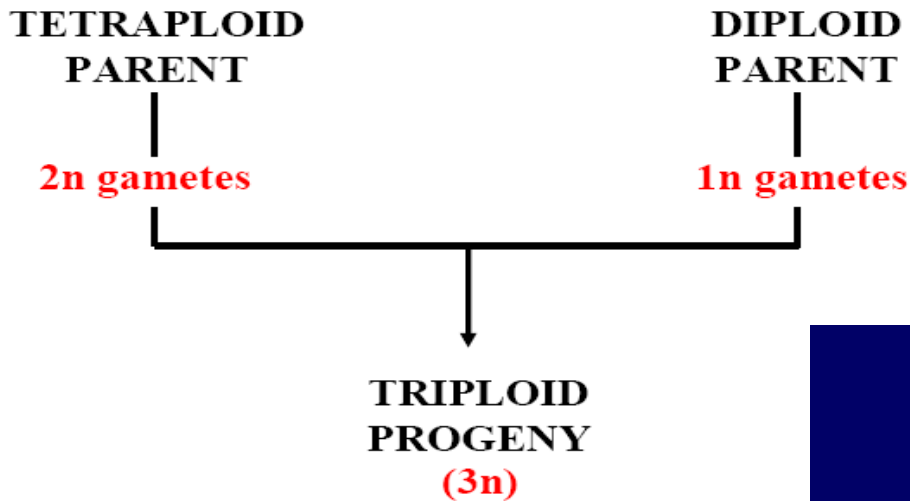 TETRAPLOID
PARENT
DIPLOID
PARENT
2n gametes
1n gametes
TRIPLOID
PROGENY
(3n)